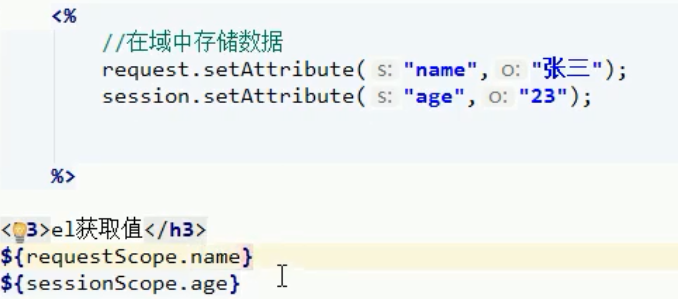 <%
//在域中存储数据
request.setAttribute( s: "name", o: "张三");
session.setAttribute( s: "age", o: "23");
%>
<3>el获取值</h3>
${requestScope.name}
${sessionScope.age}